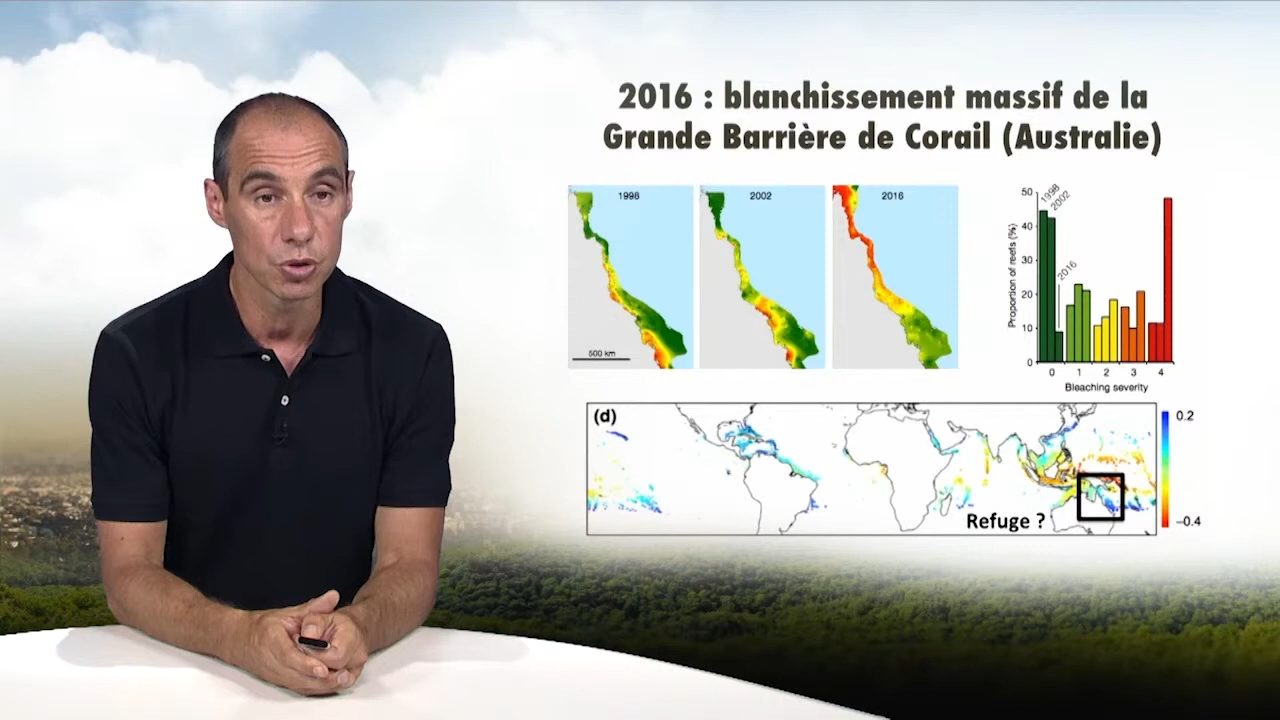 2016 : blanchissement massif de la
Grande Barrière de Corail (Australie)
1998
2002
2016
500 km
Proportion of reefs (%)
50
40
30
20
10
0
1998
2002
2016
0 1 2 3 4
Bleaching severity
(d)
Refuge ?
0.2
−0.4